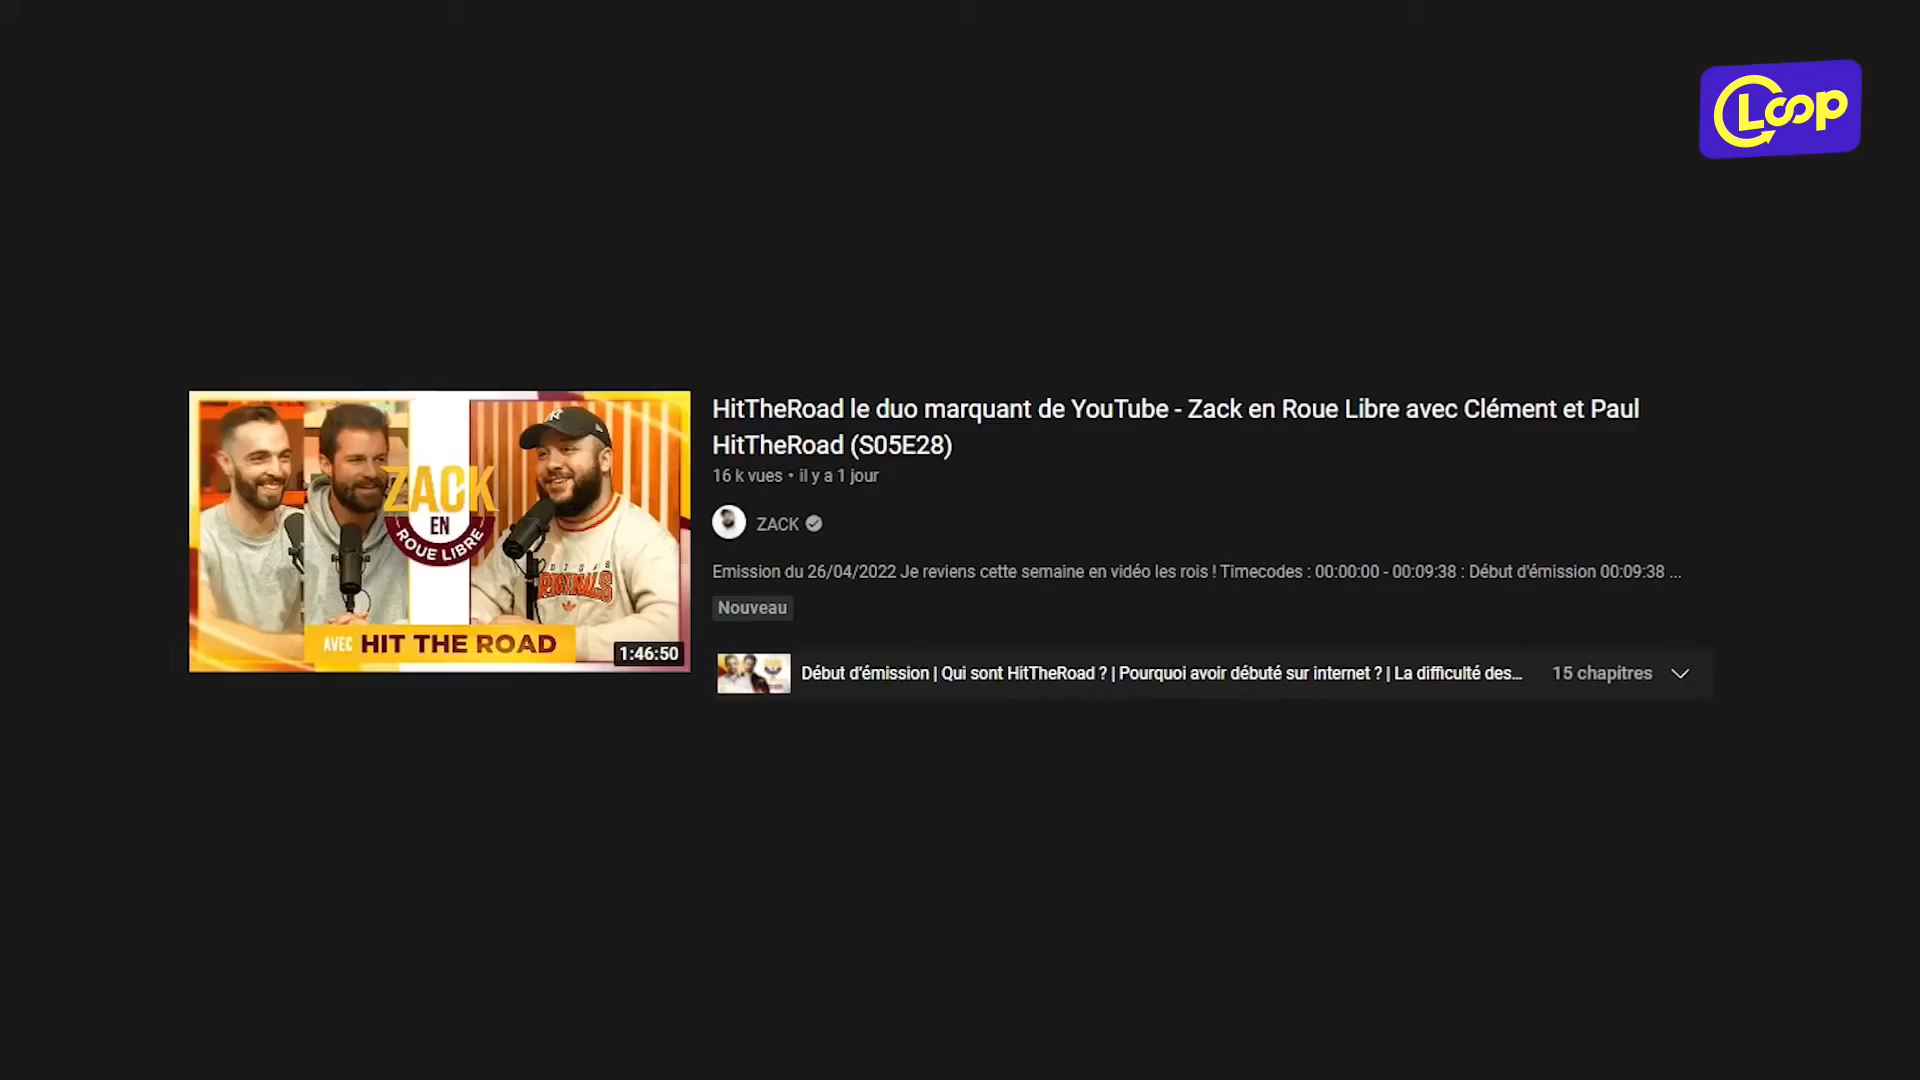 Loop
ZACK
EN
ROUE LIBRE
ORIGINALS
AVEC HIT THE ROAD
1:46:50
HitTheRoad le duo marquant de YouTube - Zack en Roue Libre avec Clément et Paul
HitTheRoad (S05E28)
16 k vues • il y a 1 jour
ZACK
Emission du 26/04/2022 Je reviens cette semaine en vidéo les rois ! Timecodes : 00:00:00 - 00:09:38 : Début d'émission 00:09:38 ...
Nouveau
Début d'émission | Qui sont HitTheRoad ? | Pourquoi avoir débuté sur internet ? | La difficulté des...
15 chapitres